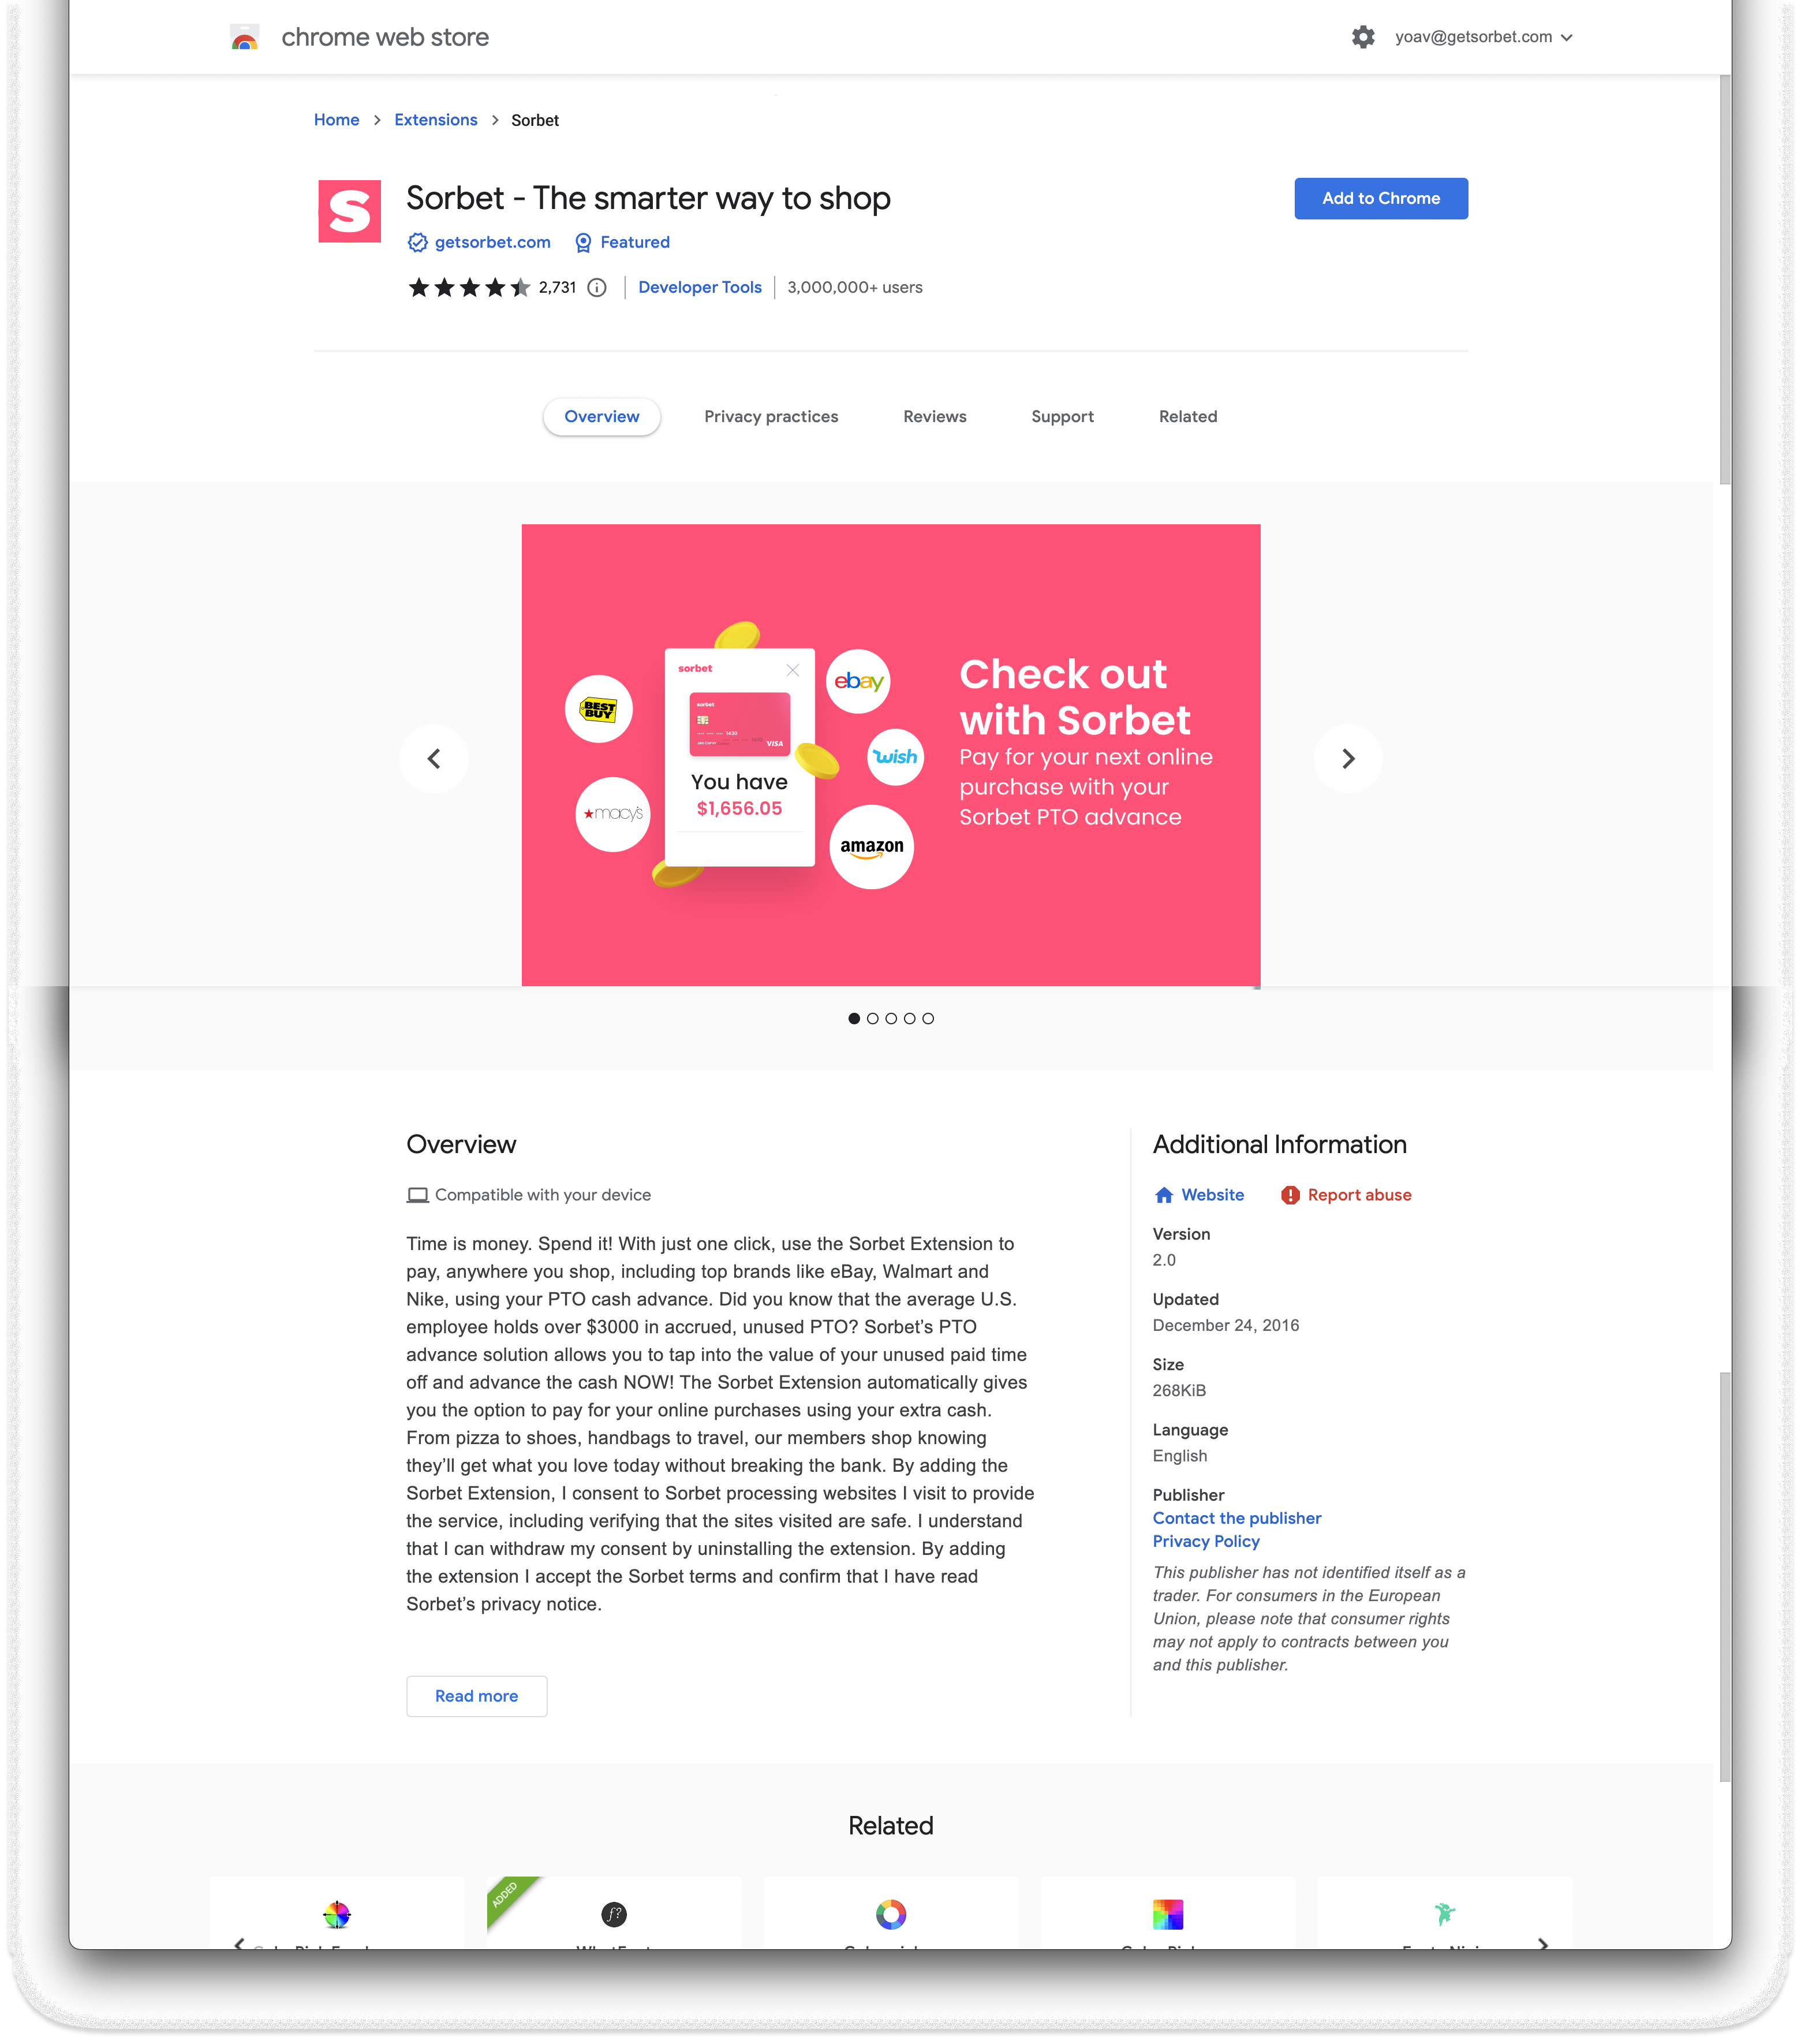 chrome web store
yoav@getsorbet.com
Home > Extensions > Sorbet
S
Sorbet - The smarter way to shop
Add to Chrome
getsorbet.com Featured
2,731 Developer Tools 3,000,000+ users
Overview Privacy practices Reviews Support Related
sorbet
sorbet
1430
VISA
You have
$1,656.05
BEST
BUY
macy's
ebay
wish
amazon
Check out
with Sorbet
Pay for your next online
purchase with your
Sorbet PTO advance
Overview
Compatible with your device
Time is money. Spend it! With just one click, use the Sorbet Extension to
pay, anywhere you shop, including top brands like eBay, Walmart and
Nike, using your PTO cash advance. Did you know that the average U.S.
employee holds over $3000 in accrued, unused PTO? Sorbet’s PTO
advance solution allows you to tap into the value of your unused paid time
off and advance the cash NOW! The Sorbet Extension automatically gives
you the option to pay for your online purchases using your extra cash.
From pizza to shoes, handbags to travel, our members shop knowing
they’ll get what you love today without breaking the bank. By adding the
Sorbet Extension, I consent to Sorbet processing websites I visit to provide
the service, including verifying that the sites visited are safe. I understand
that I can withdraw my consent by uninstalling the extension. By adding
the extension I accept the Sorbet terms and confirm that I have read
Sorbet’s privacy notice.
Read more
Additional Information
Website Report abuse
Version
2.0
Updated
December 24, 2016
Size
268KiB
Language
English
Publisher
Contact the publisher
Privacy Policy
This publisher has not identified itself as a
trader. For consumers in the European
Union, please note that consumer rights
may not apply to contracts between you
and this publisher.
Related
ADDED
f?